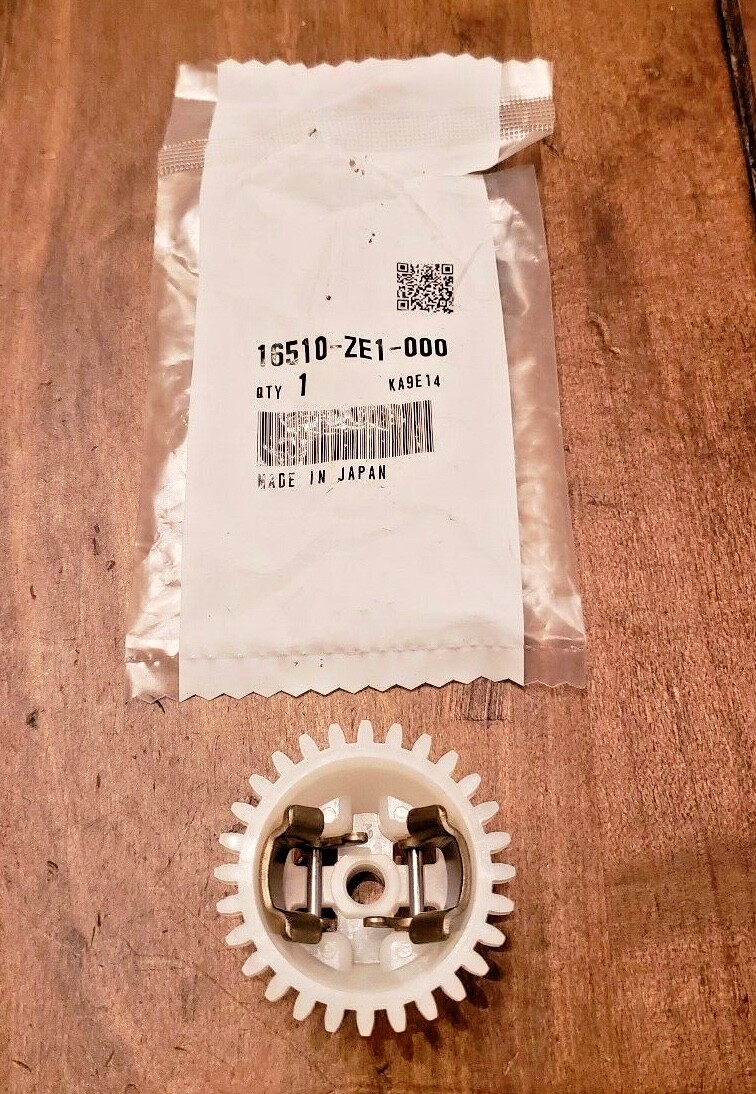 16510-ZE1-000
QTY 1 KA9E14
MADE IN JAPAN